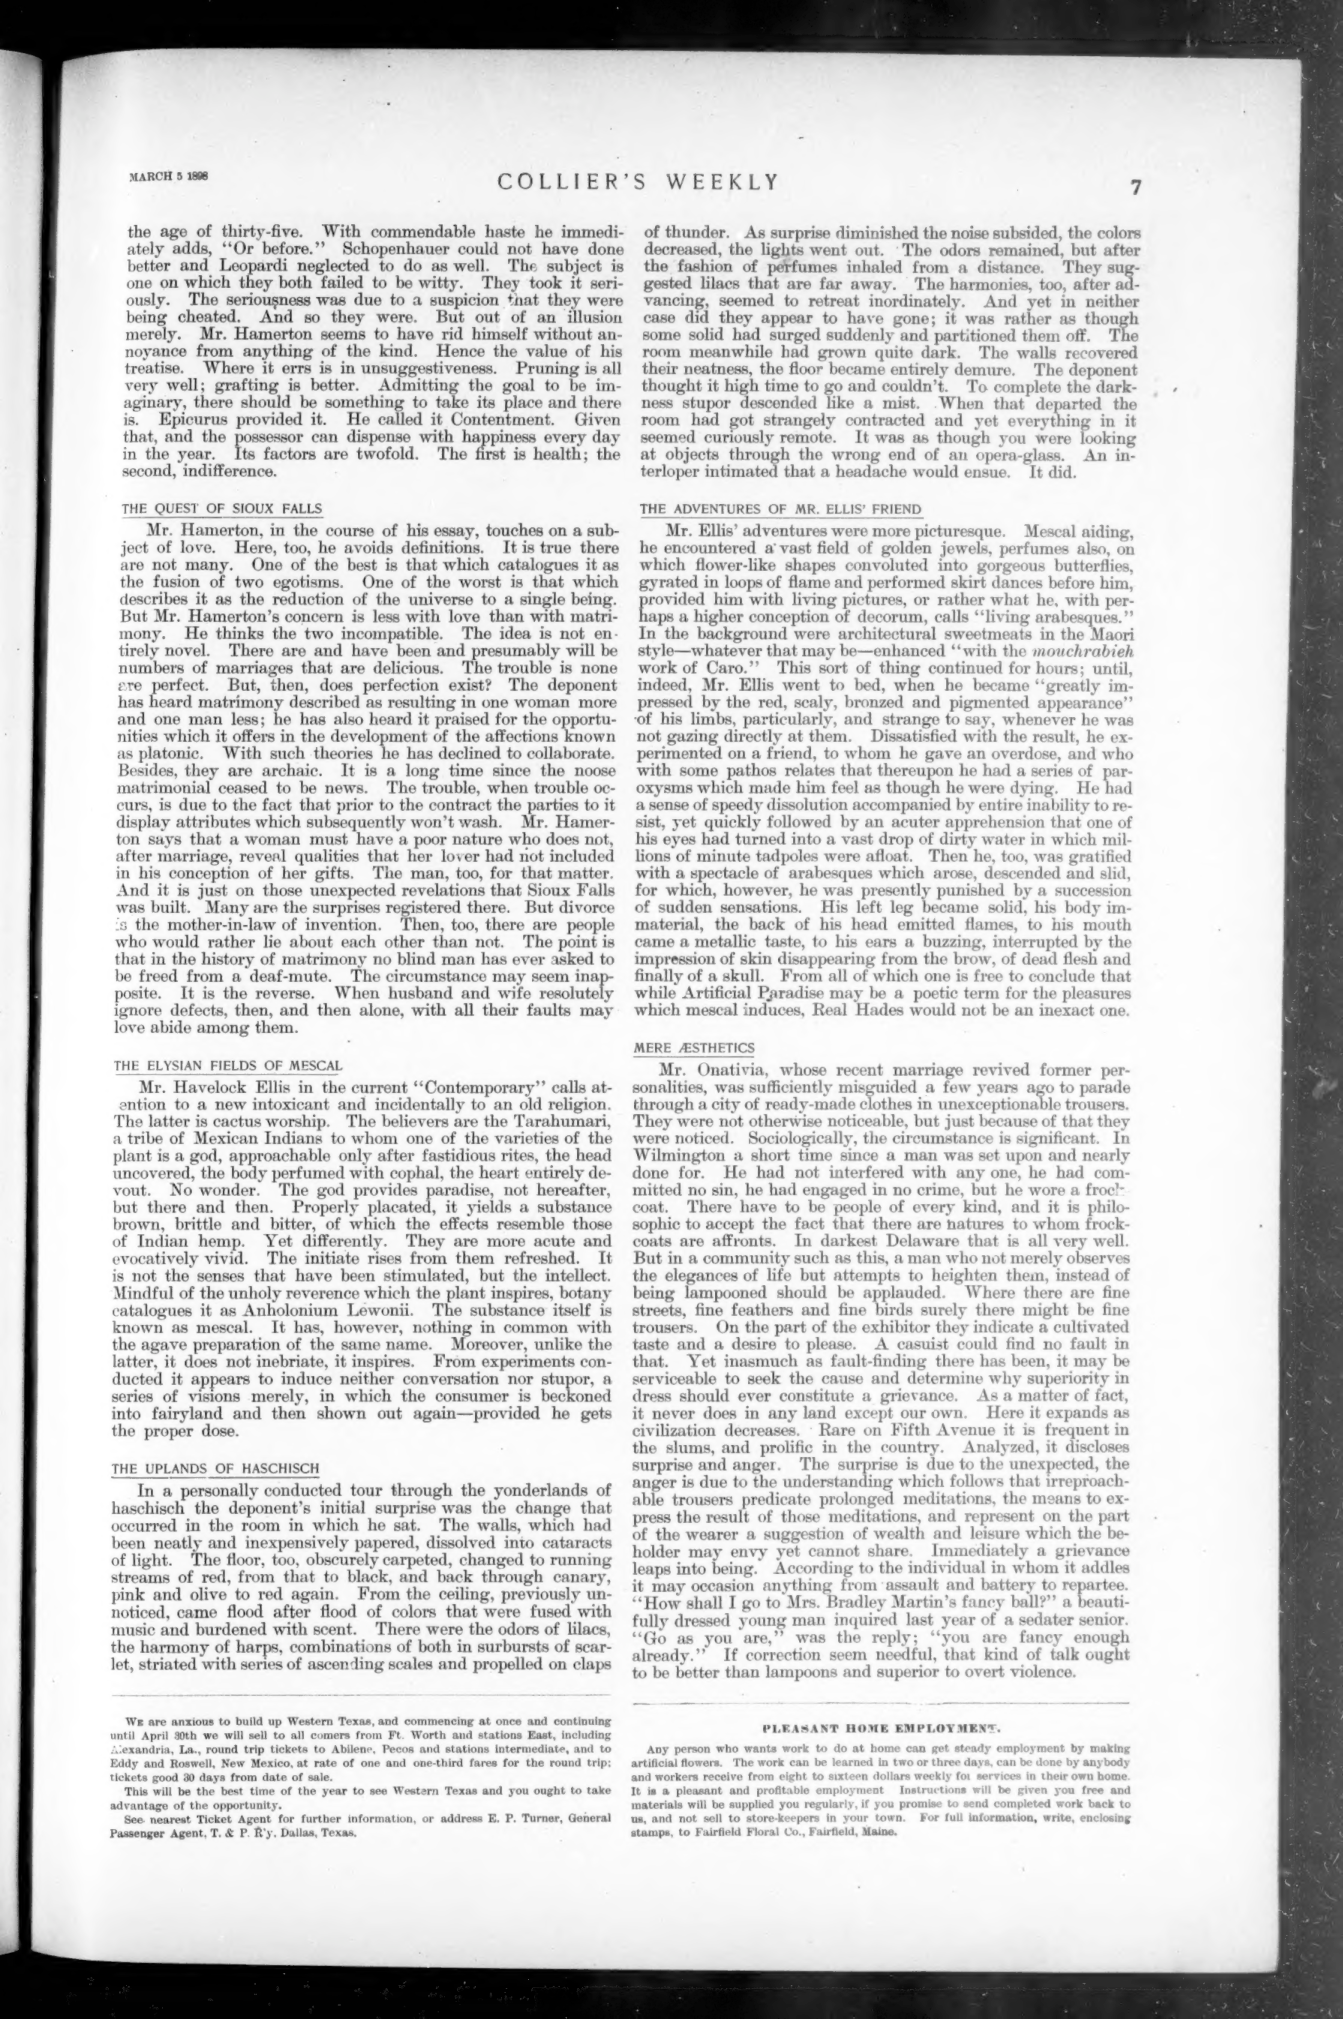 MARCH 5 1898
COLLIER'S WEEKLY
7
the age of thirty-five. With commendable haste he immedi-
ately adds, "Or before." Schopenhauer could not have done
better and Leopardi neglected to do as well. The subject is
one on which they both failed to be witty. They took it seri-
ously. The seriousness was due to a suspicion that they were
being cheated. And so they were. But out of an illusion
merely. Mr. Hamerton seems to have rid himself without an-
noyance from anything of the kind. Hence the value of his
treatise. Where it errs is in unsuggestiveness. Pruning is all
very well; grafting is better. Admitting the goal to be im-
aginary, there should be something to take its place and there
is. Epicurus provided it. He called it Contentment. Given
that, and the possessor can dispense with happiness every day
in the year. Its factors are twofold. The first is health; the
second, indifference.
THE QUEST OF SIOUX FALLS
Mr. Hamerton, in the course of his essay, touches on a sub-
ject of love. Here, too, he avoids definitions. It is true there
are not many. One of the best is that which catalogues it as
the fusion of two egotisms. One of the worst is that which
describes it as the reduction of the universe to a single being.
But Mr. Hamerton's concern is less with love than with matri-
mony. He thinks the two incompatible. The idea is not en-
tirely novel. There are and have been and presumably will be
numbers of marriages that are delicious. The trouble is none
are perfect. But, then, does perfection exist? The deponent
has heard matrimony described as resulting in one woman more
and one man less; he has also heard it praised for the opportu-
nities which it offers in the development of the affections known
as platonic. With such theories he has declined to collaborate.
Besides, they are archaic. It is a long time since the noose
matrimonial ceased to be news. The trouble, when trouble oc-
curs, is due to the fact that prior to the contract the parties to it
display attributes which subsequently won't wash. Mr. Hamer-
ton says that a woman must have a poor nature who does not,
after marriage, reveal qualities that her lover had not included
in his conception of her gifts. The man, too, for that matter.
And it is just on those unexpected revelations that Sioux Falls
was built. Many are the surprises registered there. But divorce
is the mother-in-law of invention. Then, too, there are people
who would rather lie about each other than not. The point is
that in the history of matrimony no blind man has ever asked to
be freed from a deaf-mute. The circumstance may seem inap-
posite. It is the reverse. When husband and wife resolutely
ignore defects, then, and then alone, with all their faults may
love abide among them.
THE ELYSIAN FIELDS OF MESCAL
Mr. Havelock Ellis in the current "Contemporary" calls at-
ention to a new intoxicant and incidentally to an old religion.
The latter is cactus worship. The believers are the Tarahumari,
a tribe of Mexican Indians to whom one of the varieties of the
plant is a god, approachable only after fastidious rites, the head
uncovered, the body perfumed with cophal, the heart entirely de-
vout. No wonder. The god provides paradise, not hereafter,
but there and then. Properly placated, it yields a substance
brown, brittle and bitter, of which the effects resemble those
of Indian hemp. Yet differently. They are more acute and
evocatively vivid. The initiate rises from them refreshed. It
is not the senses that have been stimulated, but the intellect.
Mindful of the unholy reverence which the plant inspires, botany
catalogues it as Anholonium Lewonii. The substance itself is
known as mescal. It has, however, nothing in common with
the agave preparation of the same name. Moreover, unlike the
latter, it does not inebriate, it inspires. From experiments con-
ducted it appears to induce neither conversation nor stupor, a
series of visions merely, in which the consumer is beckoned
into fairyland and then shown out again—provided he gets
the proper dose.
THE UPLANDS OF HASCHISCH
In a personally conducted tour through the yonderlands of
haschisch the deponent's initial surprise was the change that
occurred in the room in which he sat. The walls, which had
been neatly and inexpensively papered, dissolved into cataracts
of light. The floor, too, obscurely carpeted, changed to running
streams of red, from that to black, and back through canary,
pink and olive to red again. From the ceiling, previously un-
noticed, came flood after flood of colors that were fused with
music and burdened with scent. There were the odors of lilacs,
the harmony of harps, combinations of both in surbursts of scar-
let, striated with series of ascending scales and propelled on claps
of thunder. As surprise diminished the noise subsided, the colors
decreased, the lights went out. The odors remained, but after
the fashion of perfumes inhaled from a distance. They sug-
gested lilacs that are far away. The harmonies, too, after ad-
vancing, seemed to retreat inordinately. And yet in neither
case did they appear to have gone; it was rather as though
some solid had surged suddenly and partitioned them off. The
room meanwhile had grown quite dark. The walls recovered
their neatness, the floor became entirely demure. The deponent
thought it high time to go and couldn't. To complete the dark-
ness stupor descended like a mist. When that departed the
room had got strangely contracted and yet everything in it
seemed curiously remote. It was as though you were looking
at objects through the wrong end of an opera-glass. An in-
terloper intimated that a headache would ensue. It did.
THE ADVENTURES OF MR. ELLIS' FRIEND
Mr. Ellis' adventures were more picturesque. Mescal aiding,
he encountered a vast field of golden jewels, perfumes also, on
which flower-like shapes convoluted into gorgeous butterflies,
gyrated in loops of flame and performed skirt dances before him,
provided him with living pictures, or rather what he, with per-
haps a higher conception of decorum, calls "living arabesques."
In the background were architectural sweetmeats in the Maori
style—whatever that may be—enhanced "with the mouchrabieh
work of Caro." This sort of thing continued for hours; until,
indeed, Mr. Ellis went to bed, when he became "greatly im-
pressed by the red, scaly, bronzed and pigmented appearance"
of his limbs, particularly, and strange to say, whenever he was
not gazing directly at them. Dissatisfied with the result, he ex-
perimented on a friend, to whom he gave an overdose, and who
with some pathos relates that thereupon he had a series of par-
oxysms which made him feel as though he were dying. He had
a sense of speedy dissolution accompanied by entire inability to re-
sist, yet quickly followed by an acuter apprehension that one of
his eyes had turned into a vast drop of dirty water in which mil-
lions of minute tadpoles were afloat. Then he, too, was gratified
with a spectacle of arabesques which arose, descended and slid,
for which, however, he was presently punished by a succession
of sudden sensations. His left leg became solid, his body im-
material, the back of his head emitted flames, to his mouth
came a metallic taste, to his ears a buzzing, interrupted by the
impression of skin disappearing from the brow, of dead flesh and
finally of a skull. From all of which one is free to conclude that
while Artificial Paradise may be a poetic term for the pleasures
which mescal induces, Real Hades would not be an inexact one.
MERE ÆSTHETICS
Mr. Onativia, whose recent marriage revived former per-
sonalities, was sufficiently misguided a few years ago to parade
through a city of ready-made clothes in unexceptionable trousers.
They were not otherwise noticeable, but just because of that they
were noticed. Sociologically, the circumstance is significant. In
Wilmington a short time since a man was set upon and nearly
done for. He had not interfered with any one, he had com-
mitted no sin, he had engaged in no crime, but he wore a frock-
coat. There have to be people of every kind, and it is philo-
sophic to accept the fact that there are natures to whom frock-
coats are affronts. In darkest Delaware that is all very well.
But in a community such as this, a man who not merely observes
the elegances of life but attempts to heighten them, instead of
being lampooned should be applauded. Where there are fine
streets, fine feathers and fine birds surely there might be fine
trousers. On the part of the exhibitor they indicate a cultivated
taste and a desire to please. A casuist could find no fault in
that. Yet inasmuch as fault-finding there has been, it may be
serviceable to seek the cause and determine why superiority in
dress should ever constitute a grievance. As a matter of fact,
it never does in any land except our own. Here it expands as
civilization decreases. Rare on Fifth Avenue it is frequent in
the slums, and prolific in the country. Analyzed, it discloses
surprise and anger. The surprise is due to the unexpected, the
anger is due to the understanding which follows that irreproach-
able trousers predicate prolonged meditations, the means to ex-
press the result of those meditations, and represent on the part
of the wearer a suggestion of wealth and leisure which the be-
holder may envy yet cannot share. Immediately a grievance
leaps into being. According to the individual in whom it addles
it may occasion anything from assault and battery to repartee.
"How shall I go to Mrs. Bradley Martin's fancy ball?" a beauti-
fully dressed young man inquired last year of a sedater senior.
"Go as you are," was the reply; "you are fancy enough
already." If correction seem needful, that kind of talk ought
to be better than lampoons and superior to overt violence.
WE are anxious to build up Western Texas, and commencing at once and continuing
until April 30th we will sell to all comers from Ft. Worth and stations East, including
Alexandria, La., round trip tickets to Abilene, Pecos and stations intermediate, and to
Eddy and Roswell, New Mexico, at rate of one and one-third fares for the round trip;
tickets good 30 days from date of sale.
This will be the best time of the year to see Western Texas and you ought to take
advantage of the opportunity.
See nearest Ticket Agent for further information, or address E. P. Turner, General
Passenger Agent, T. & P. R'y. Dallas, Texas.
PLEASANT HOME EMPLOYMENT.
Any person who wants work to do at home can get steady employment by making
artificial flowers. The work can be learned in two or three days, can be done by anybody
and workers receive from eight to sixteen dollars weekly for services in their own home.
It is a pleasant and profitable employment Instructions will be given you free and
materials will be supplied you regularly, if you promise to send completed work back to
us, and not sell to store-keepers in your town. For full information, write, enclosing
stamps, to Fairfield Floral Co., Fairfield, Maine.